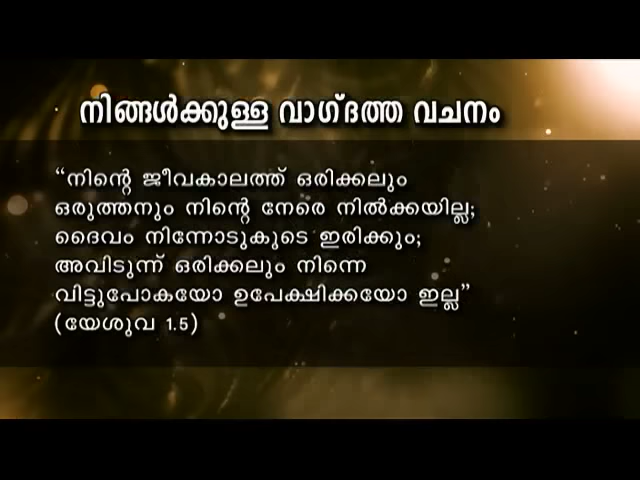 നിങ്ങൾക്കുള്ള വാഗ്ദത്ത വചനം
“നിന്റെ ജീവകാലത്ത് ഒരിക്കലും
ഒരുത്തനും നിന്റെ നേരെ നിൽക്കയില്ല;
ദൈവം നിന്നോടുകുടെ ഇരിക്കും;
അവിടുന്ന് ഒരിക്കലും നിന്നെ
വിട്ടുപോകയോ ഉപേക്ഷിക്കയോ ഇല്ല”
(യേശുവ 1.5)